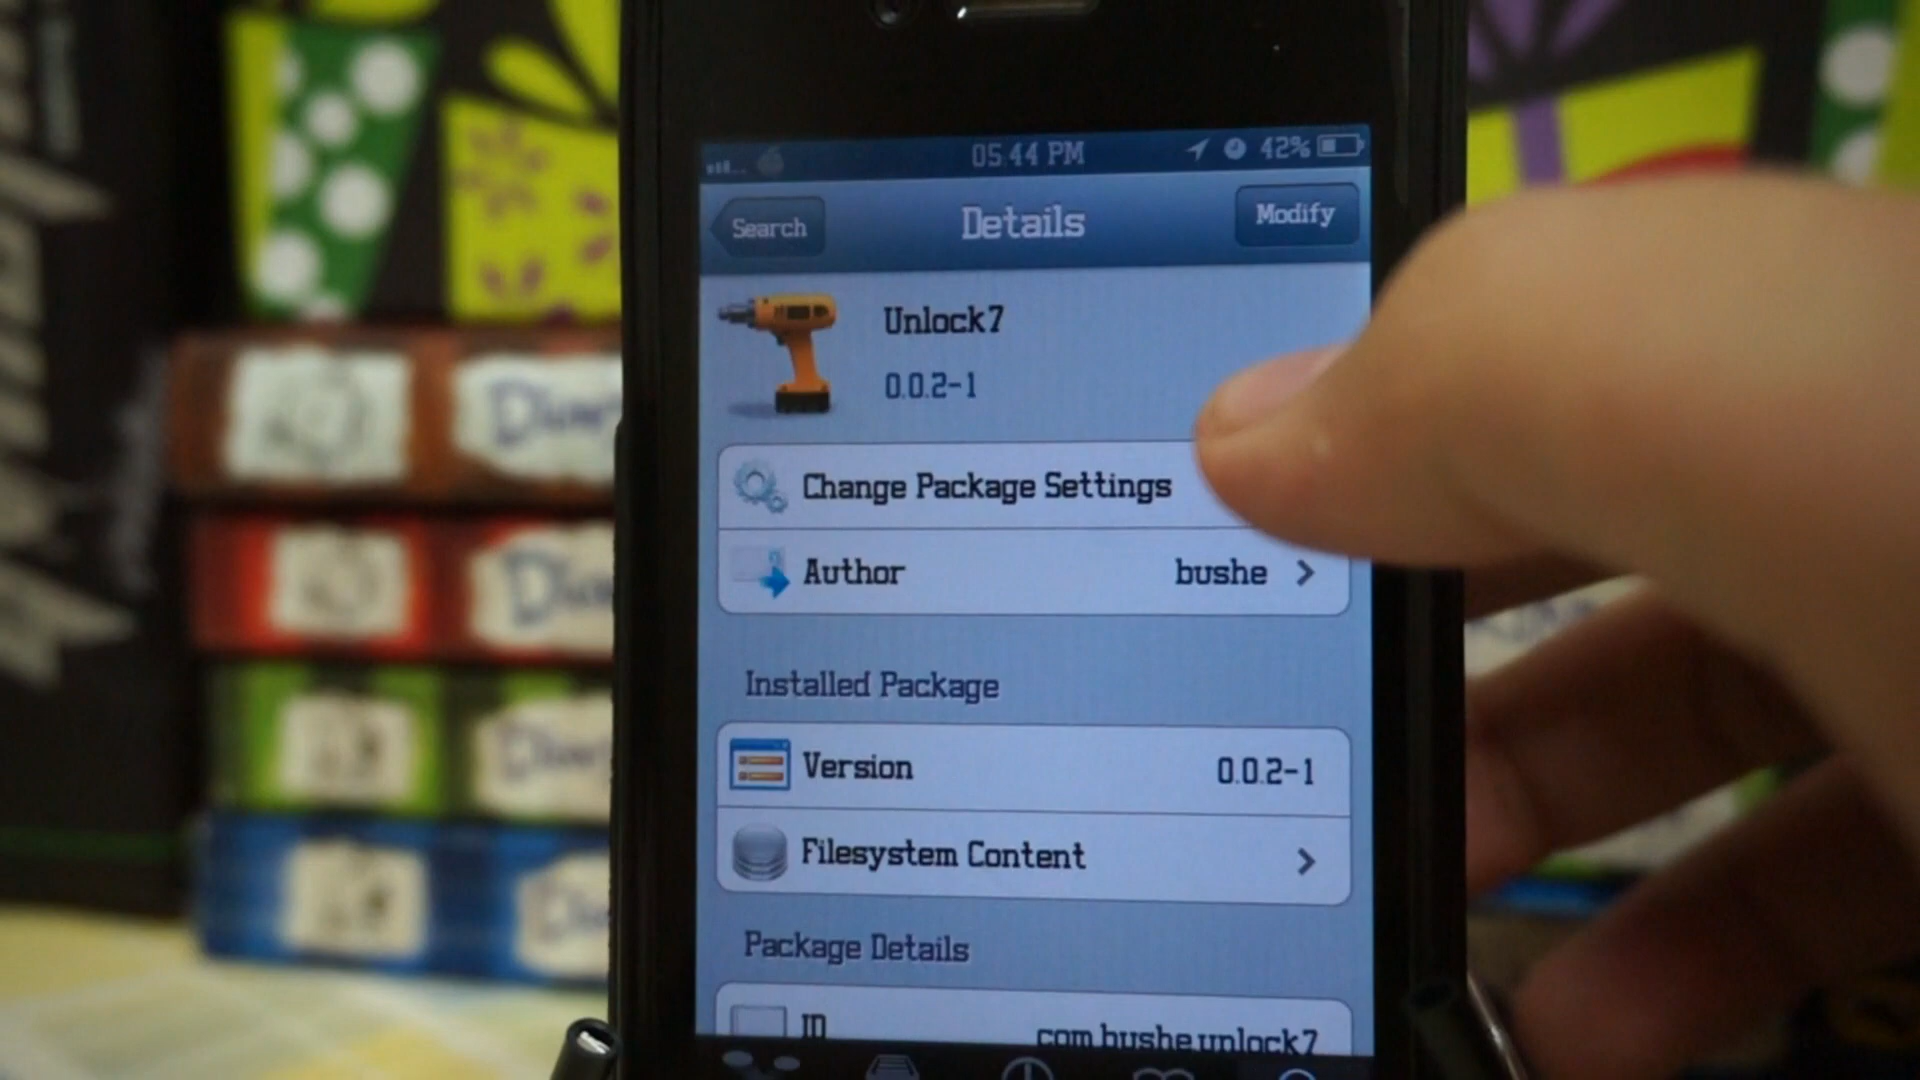 05:44 PM 42%
Search Details Modify
Unlock7
0.0.2-1
Change Package Settings
Author bushe
Installed Package
Version 0.0.2-1
Filesystem Content
Package Details
ID com.bushe.unlock7